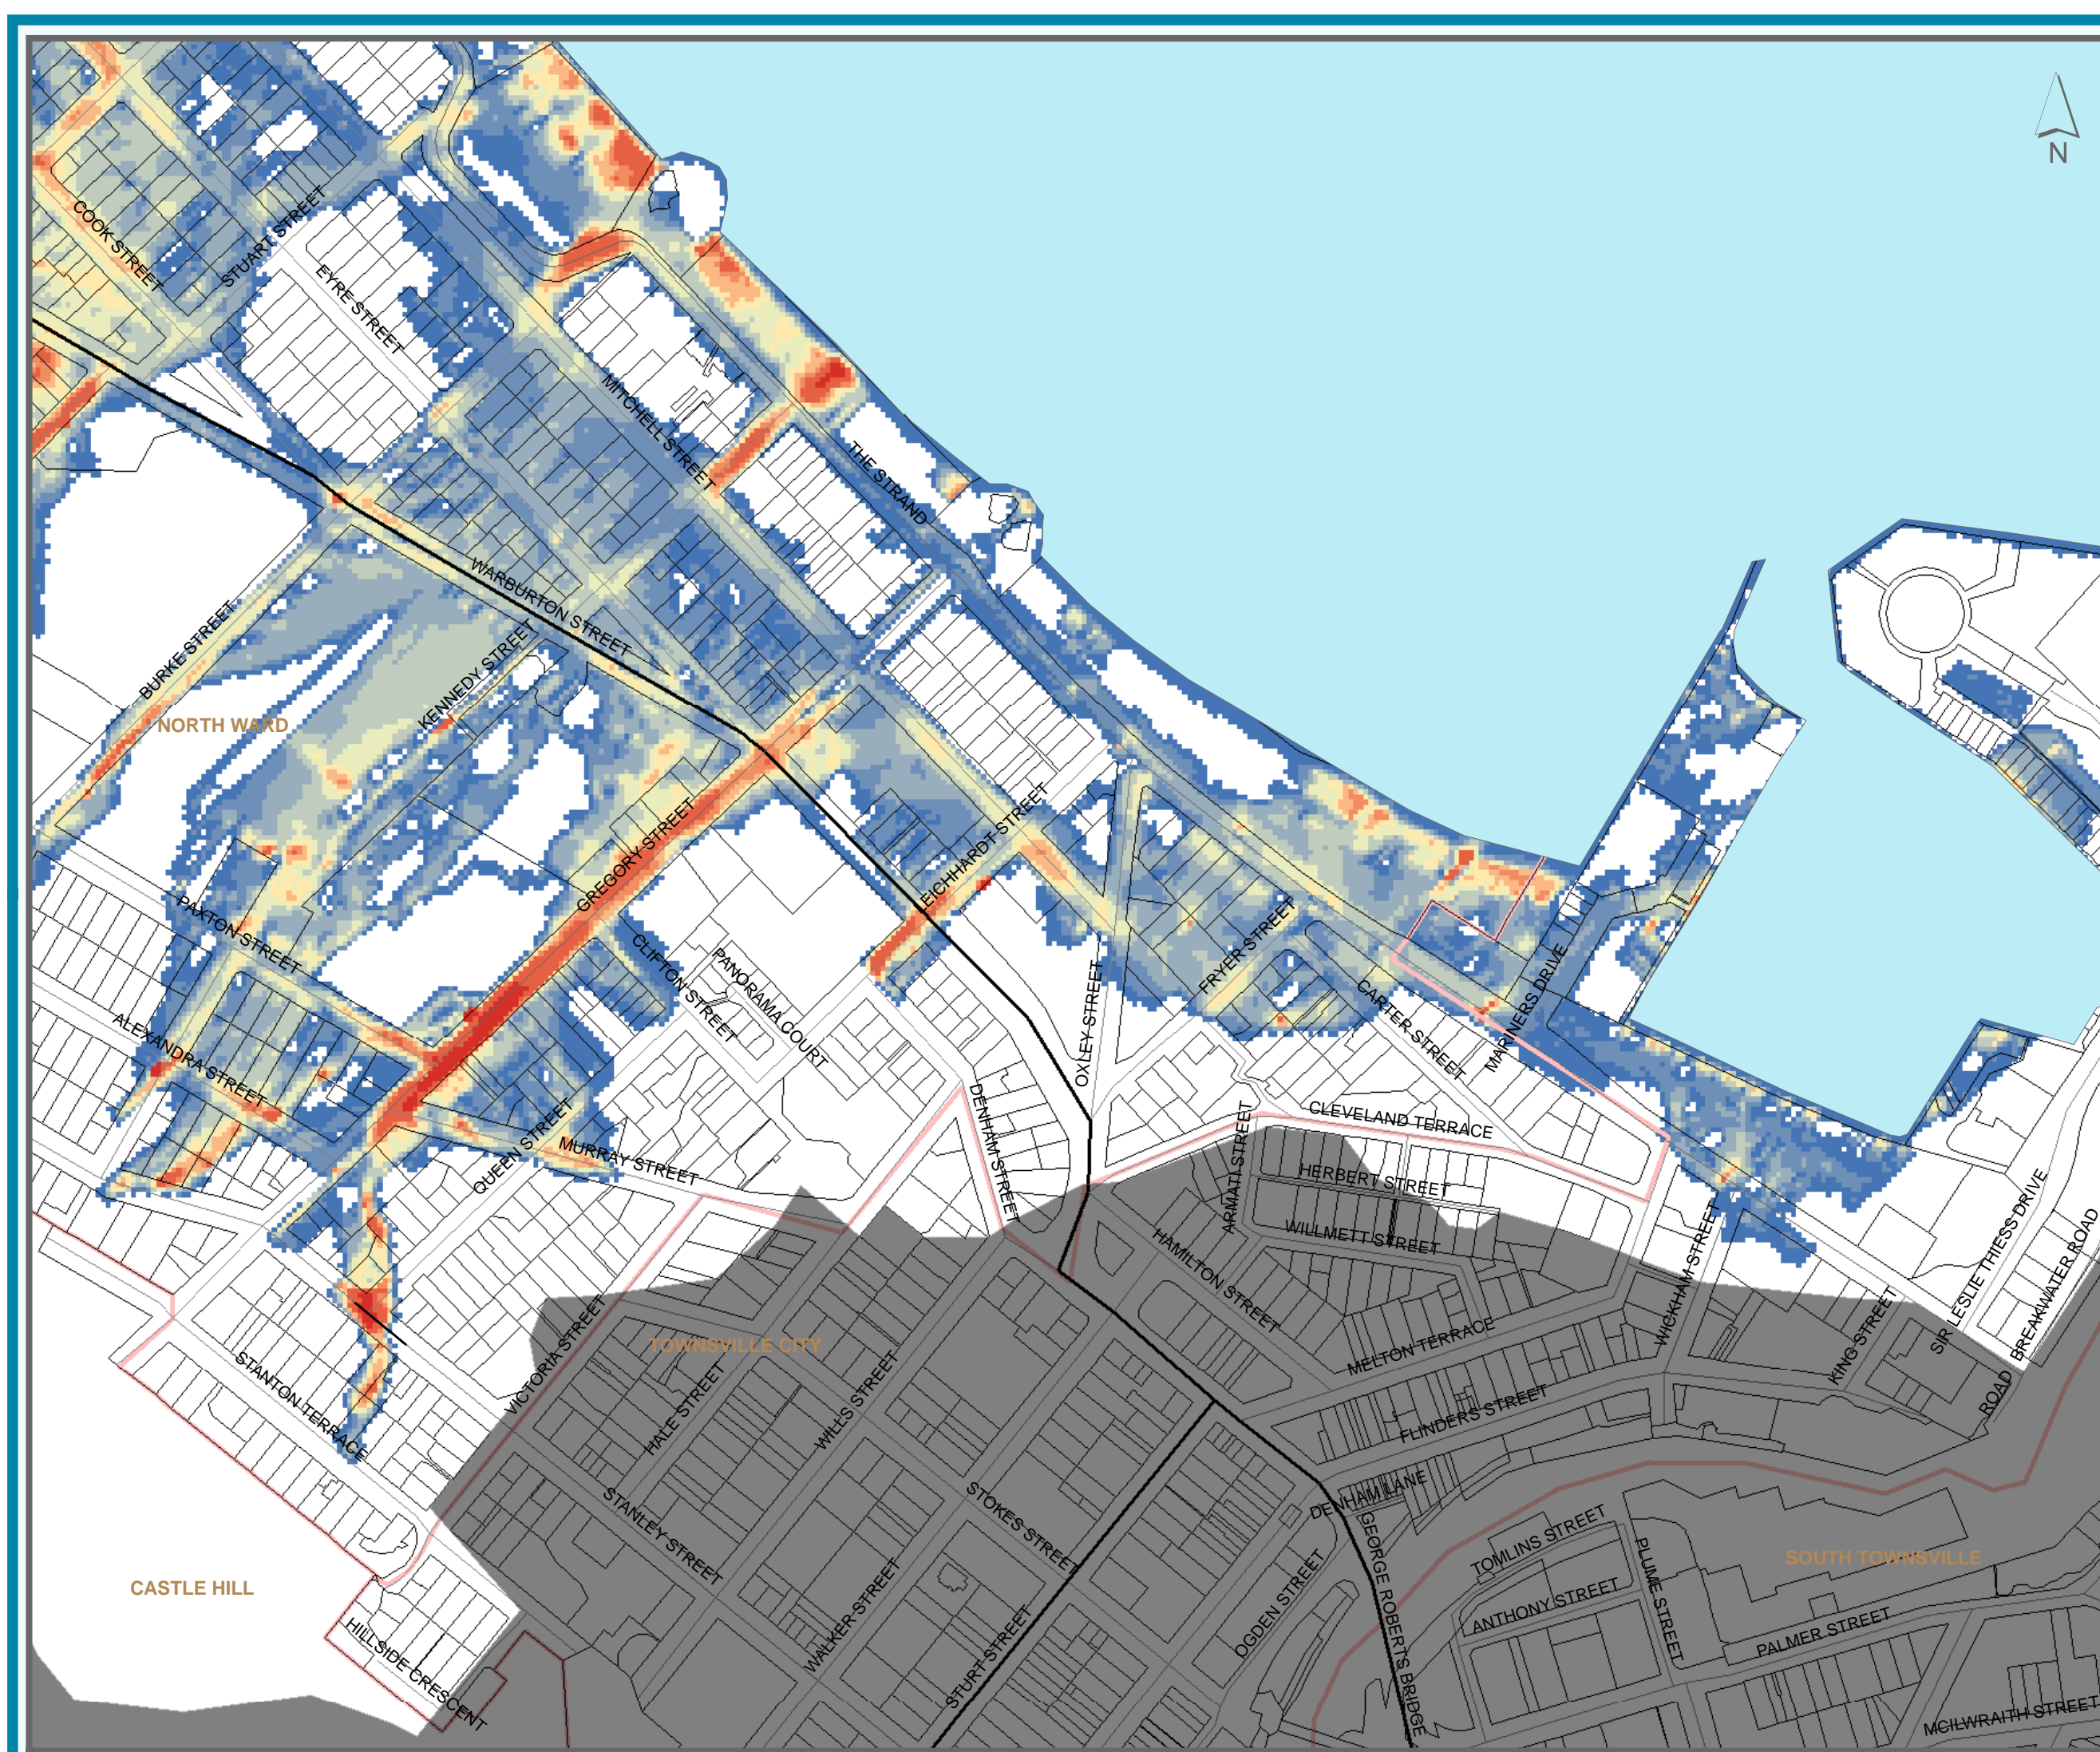 N
COOK STREET
STUART STREET
EYRE STREET
MITCHELL STREET
THE STRAND
WARBURTON STREET
BURKE STREET
KENNEDY STREET
NORTH WARD
GREGORY STREET
LEICHHARDT STREET
PAXTON STREET
CLIFTON STREET
PANORAMA COURT
FRYER STREET
CARTER STREET
MARINERS DRIVE
OXLEY STREET
ALEXANDRA STREET
QUEEN STREET
MURRAY STREET
DENHAM STREET
ARMATI STREET
CLEVELAND TERRACE
HERBERT STREET
WILLMETT STREET
HAMILTON STREET
WICKHAM STREET
SIR LESLIE THIESS DRIVE
BREAKWATER ROAD
KING STREET
MELTON TERRACE
FLINDERS STREET
TOWNSVILLE CITY
VICTORIA STREET
HALE STREET
WILLS STREET
STANTON TERRACE
ROAD
DENHAM LANE
STANLEY STREET
STOKES STREET
GEORGE ROBERTS BRIDGE
TOMLINS STREET
PLUME STREET
SOUTH TOWNSVILLE
CASTLE HILL
ANTHONY STREET
OGDEN STREET
WALKER STREET
STURT STREET
PALMER STREET
HILLSIDE CRESCENT
MCILWRAITH STREET